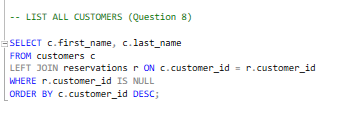 -- LIST ALL CUSTOMERS (Question 8)
SELECT c.first_name, c.last_name
FROM customers c
LEFT JOIN reservations r ON c.customer_id = r.customer_id
WHERE r.customer_id IS NULL
ORDER BY c.customer_id DESC;